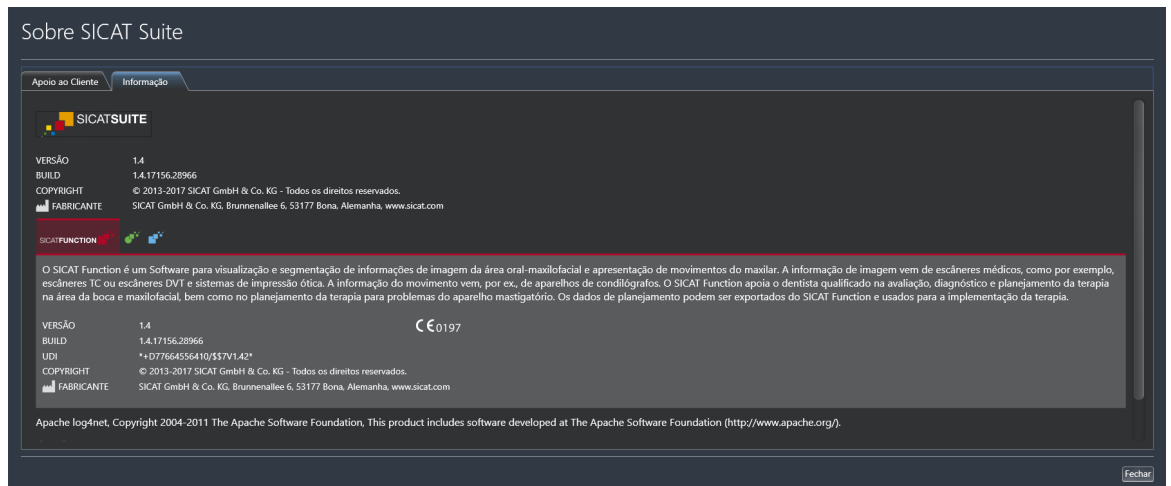 Sobre SICAT Suite
Apoio ao Cliente
Informação
SICATSUITE
VERSÃO 1.4
BUILD 1.4.17156.28966
COPYRIGHT © 2013-2017 SICAT GmbH & Co. KG - Todos os direitos reservados.
FABRICANTE SICAT GmbH & Co. KG, Brunnenallee 6, 53177 Bona, Alemanha, www.sicat.com
SICATFUNCTION
O SICAT Function é um Software para visualização e segmentação de informações de imagem da área oral-maxilofacial e apresentação de movimentos do maxilar. A informação de imagem vem de escâneres médicos, como por exemplo,
escâneres TC ou escâneres DVT e sistemas de impressão ótica. A informação do movimento vem, por ex., de aparelhos de condilógrafos. O SICAT Function apoia o dentista qualificado na avaliação, diagnóstico e planejamento da terapia
na área da boca e maxilofacial, bem como no planejamento da terapia para problemas do aparelho mastigatório. Os dados de planejamento podem ser exportados do SICAT Function e usados para a implementação da terapia.
VERSÃO 1.4 CE0197
BUILD 1.4.17156.28966
UDI *+D77664556410/$$7V1.42*
COPYRIGHT © 2013-2017 SICAT GmbH & Co. KG - Todos os direitos reservados.
FABRICANTE SICAT GmbH & Co. KG, Brunnenallee 6, 53177 Bona, Alemanha, www.sicat.com
Apache log4net, Copyright 2004-2011 The Apache Software Foundation, This product includes software developed at The Apache Software Foundation (http://www.apache.org/).
Fechar